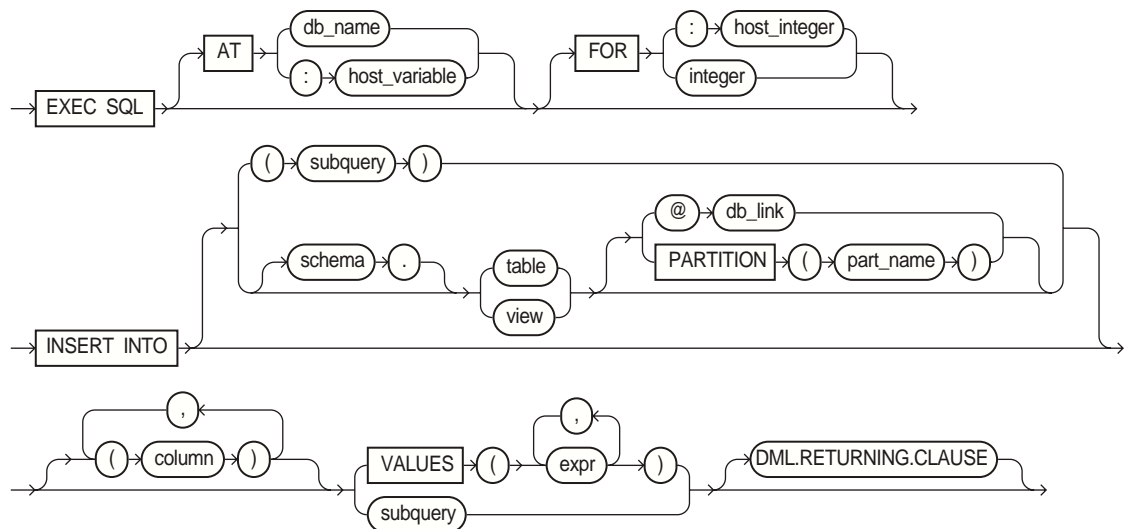 db_name : host_integer
AT FOR
: host_variable integer
EXEC SQL
( subquery )
@ db_link
schema . table PARTITION ( part_name )
view
INSERT INTO
, ,
( column ) VALUES ( expr ) DML.RETURNING.CLAUSE
subquery